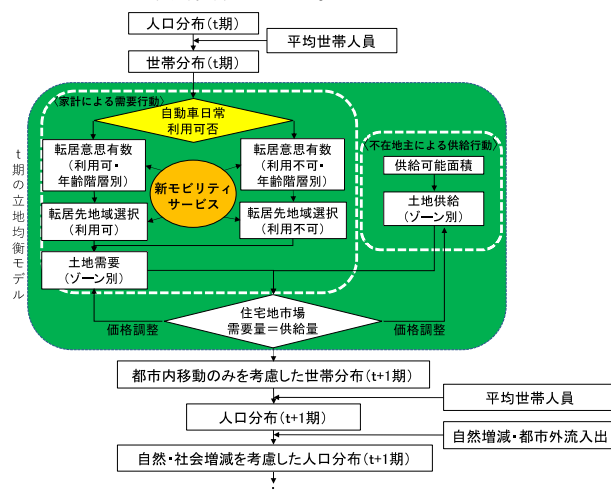 人口分布(t期)
平均世帯人員
世帯分布(t期)
〈家計による需要行動〉
自動車日常
利用可否
転居意思有数
(利用可・
年齢階層別)
転居意思有数
(利用不可・
年齢階層別)
新モビリティ
サービス
転居先地域選択
(利用可)
転居先地域選択
(利用不可)
土地需要
(ゾーン別)
〈不在地主による供給行動〉
供給可能面積
土地供給
(ゾーン別)
t期の立地均衡モデル
住宅地市場
需要量=供給量
価格調整
価格調整
都市内移動のみを考慮した世帯分布(t+1期)
平均世帯人員
人口分布(t+1期)
自然増減・都市外流入出
自然・社会増減を考慮した人口分布(t+1期)